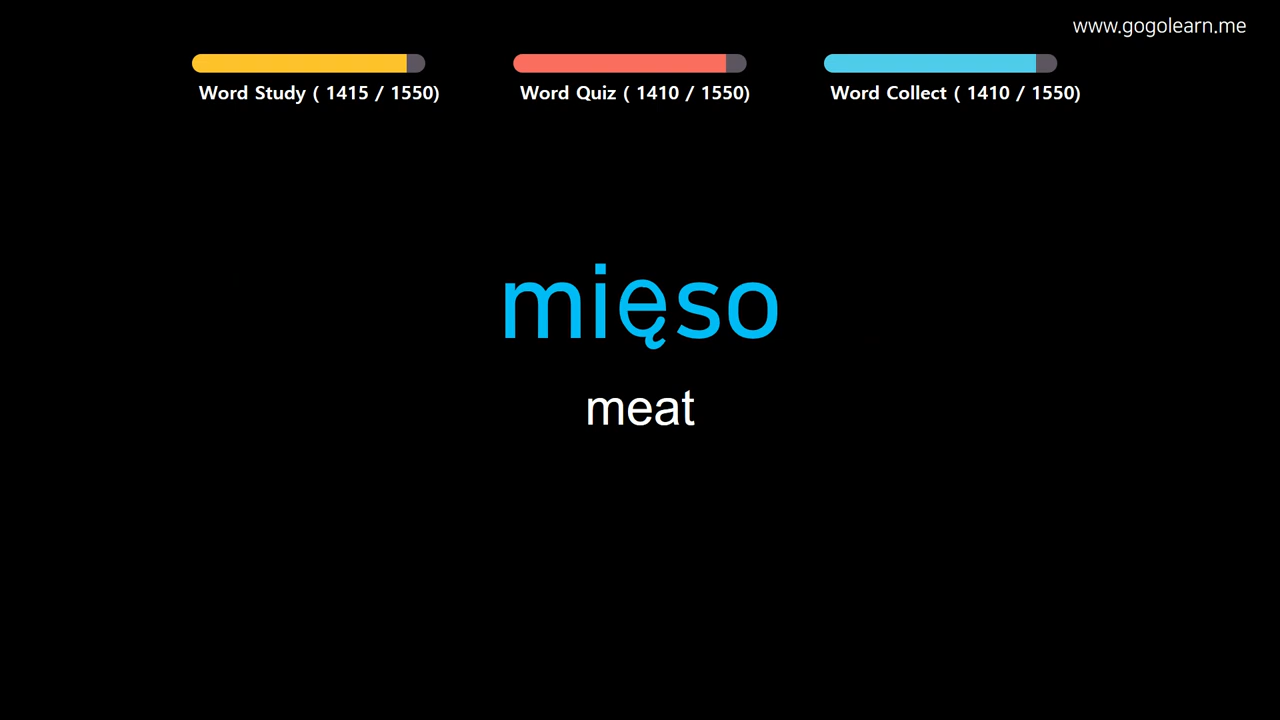 www.gogolearn.me
Word Study ( 1415 / 1550)
Word Quiz ( 1410 / 1550)
Word Collect ( 1410 / 1550)
mięso
meat